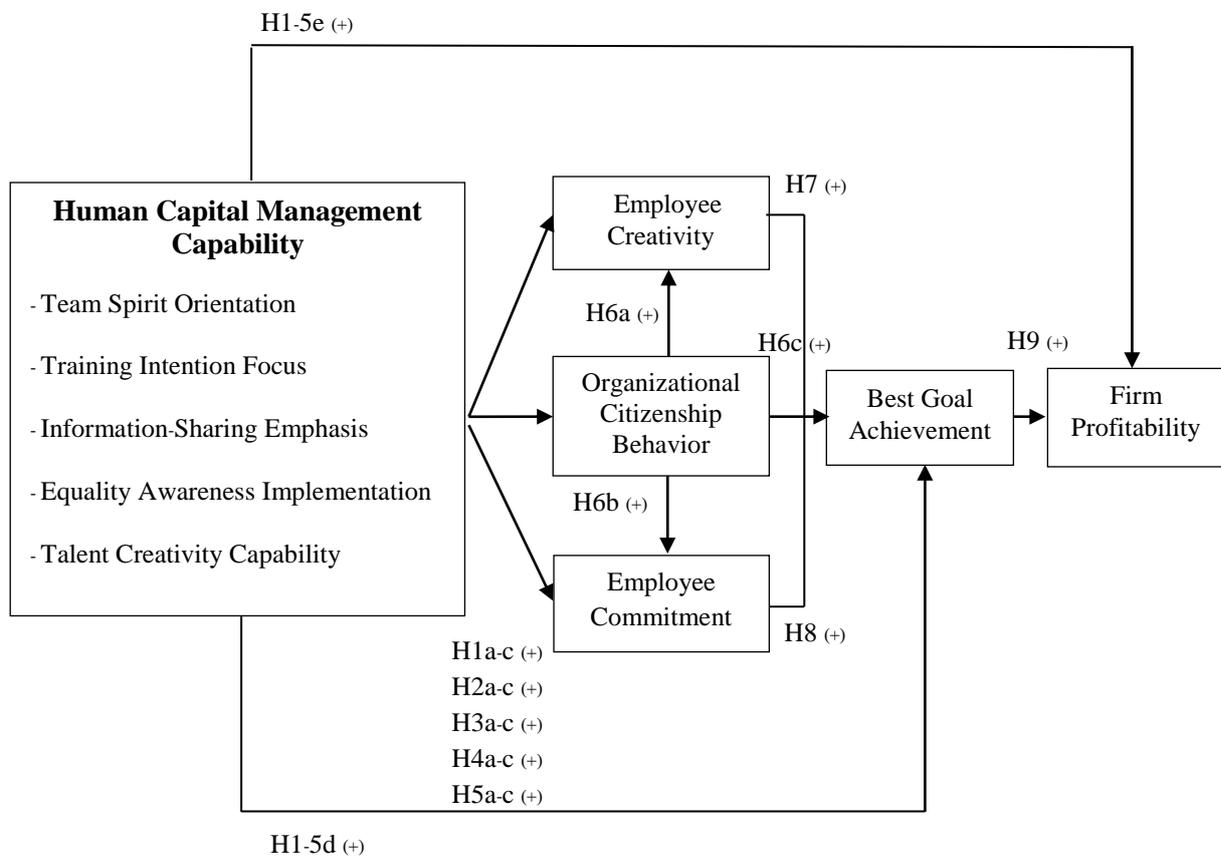 H1-5e (+)
Human Capital Management
Capability
- Team Spirit Orientation
- Training Intention Focus
- Information-Sharing Emphasis
- Equality Awareness Implementation
- Talent Creativity Capability
Employee
Creativity
H7 (+)
H6a (+)
H6c (+)
Organizational
Citizenship
Behavior
H6b (+)
Employee
Commitment
H8 (+)
Best Goal
Achievement
H9 (+)
Firm
Profitability
H1a-c (+)
H2a-c (+)
H3a-c (+)
H4a-c (+)
H5a-c (+)
H1-5d (+)